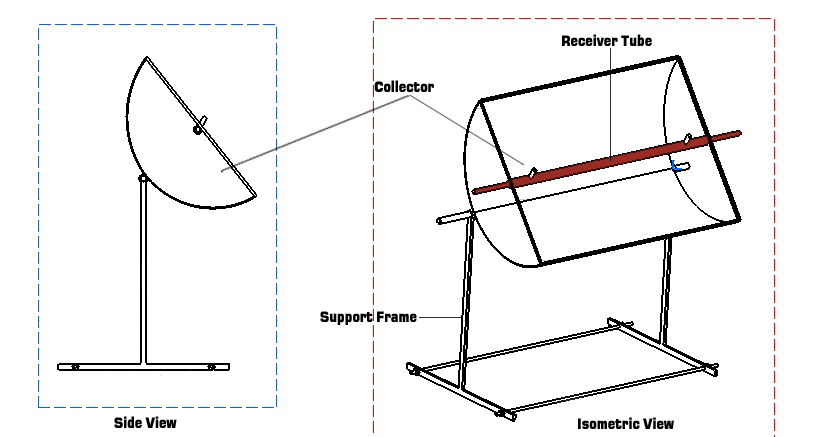 Receiver Tube
Collector
Support Frame
Side View
Isometric View